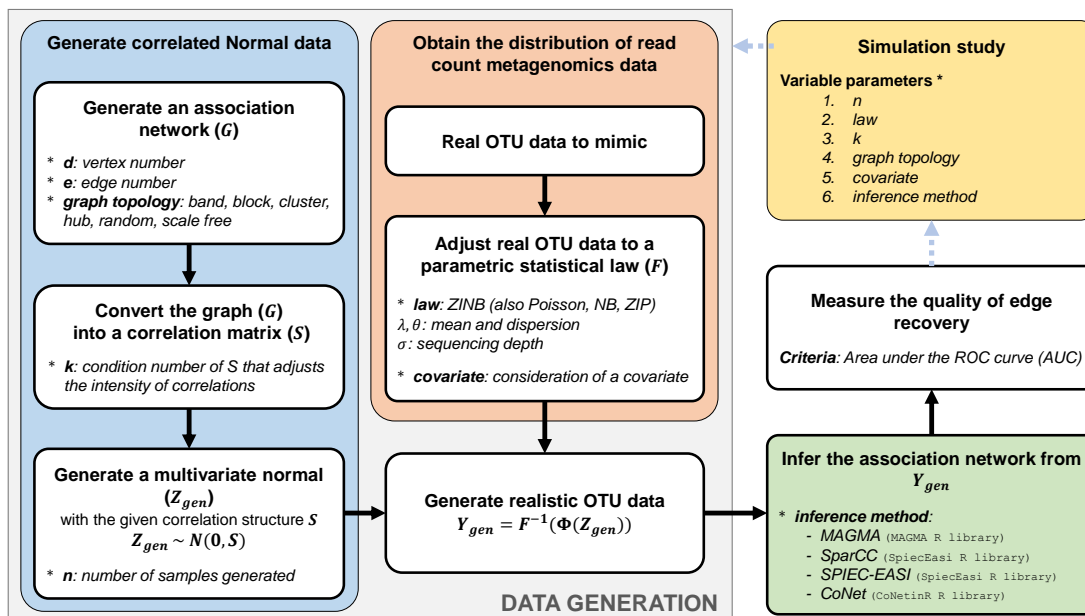 Generate correlated Normal data
Generate an association
network (G)
* d: vertex number
* e: edge number
* graph topology: band, block, cluster,
hub, random, scale free
Convert the graph (G)
into a correlation matrix (S)
* k: condition number of S that adjusts
the intensity of correlations
Generate a multivariate normal
(Z_gen)
with the given correlation structure S
Z_gen ~ N(0, S)
* n: number of samples generated
Obtain the distribution of read
count metagenomics data
Real OTU data to mimic
Adjust real OTU data to a
parametric statistical law (F)
* law: ZINB (also Poisson, NB, ZIP)
λ, θ: mean and dispersion
σ: sequencing depth
* covariate: consideration of a covariate
Generate realistic OTU data
Y_gen = F⁻¹(Φ(Z_gen))
DATA GENERATION
Simulation study
Variable parameters *
1. n
2. law
3. k
4. graph topology
5. covariate
6. inference method
Measure the quality of edge
recovery
Criteria: Area under the ROC curve (AUC)
Infer the association network from
Y_gen
* inference method:
- MAGMA (MAGMA R library)
- SparCC (SpiecEasi R library)
- SPIEC-EASI (SpiecEasi R library)
- CoNet (CoNetinR R library)